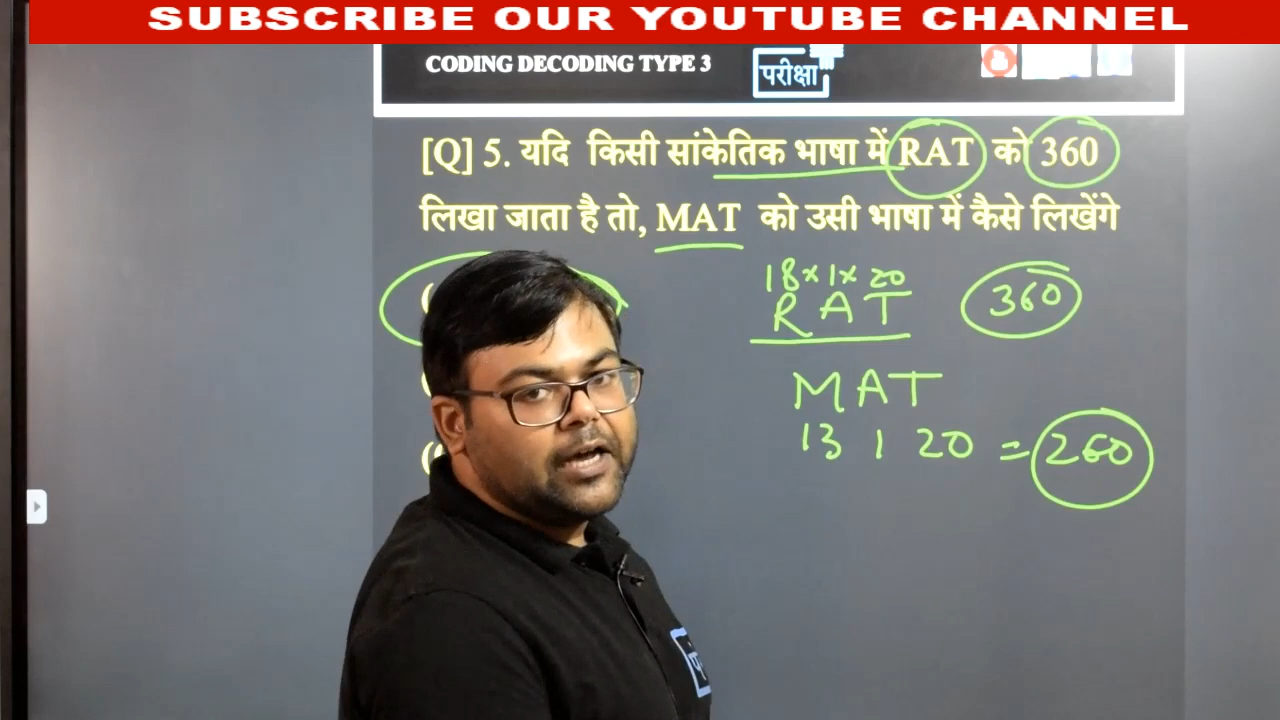 SUBSCRIBE OUR YOUTUBE CHANNEL
CODING DECODING TYPE 3
परीक्षा
[Q] 5. यदि किसी सांकेतिक भाषा में RAT को 360
लिखा जाता है तो, MAT को उसी भाषा में कैसे लिखेंगे
18 x 1 x 20
RAT 360
MAT
13 1 20 = 260